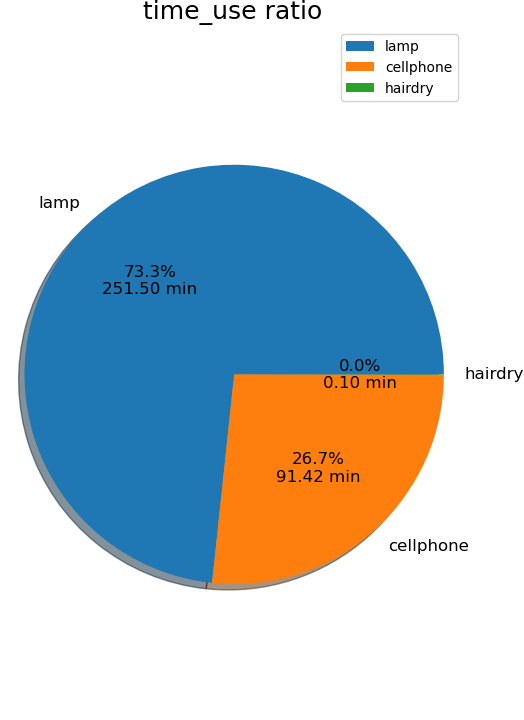 time_use ratio
lamp
cellphone
hairdry
lamp
73.3%
251.50 min
0.0%
0.10 min
hairdry
26.7%
91.42 min
cellphone